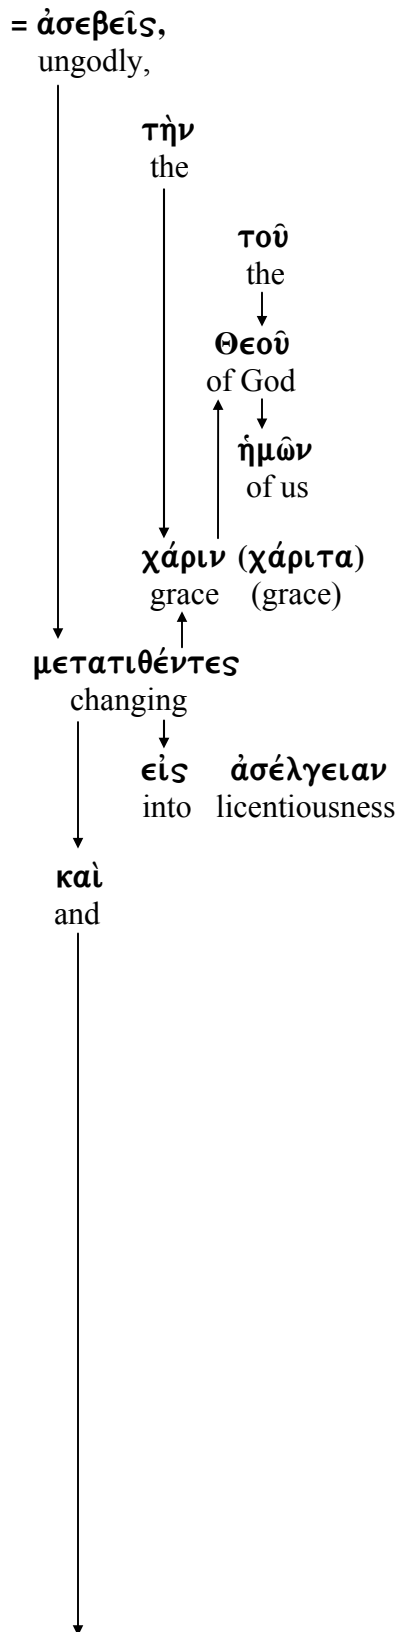 = ἀσεβεῖς,
ungodly,
τὴν
the
τοῦ
the
Θεοῦ
of God
ἡμῶν
of us
χάριν (χάριτα)
grace (grace)
μετατιθέντες
changing
εἰς ἀσέλγειαν
into licentiousness
καὶ
and